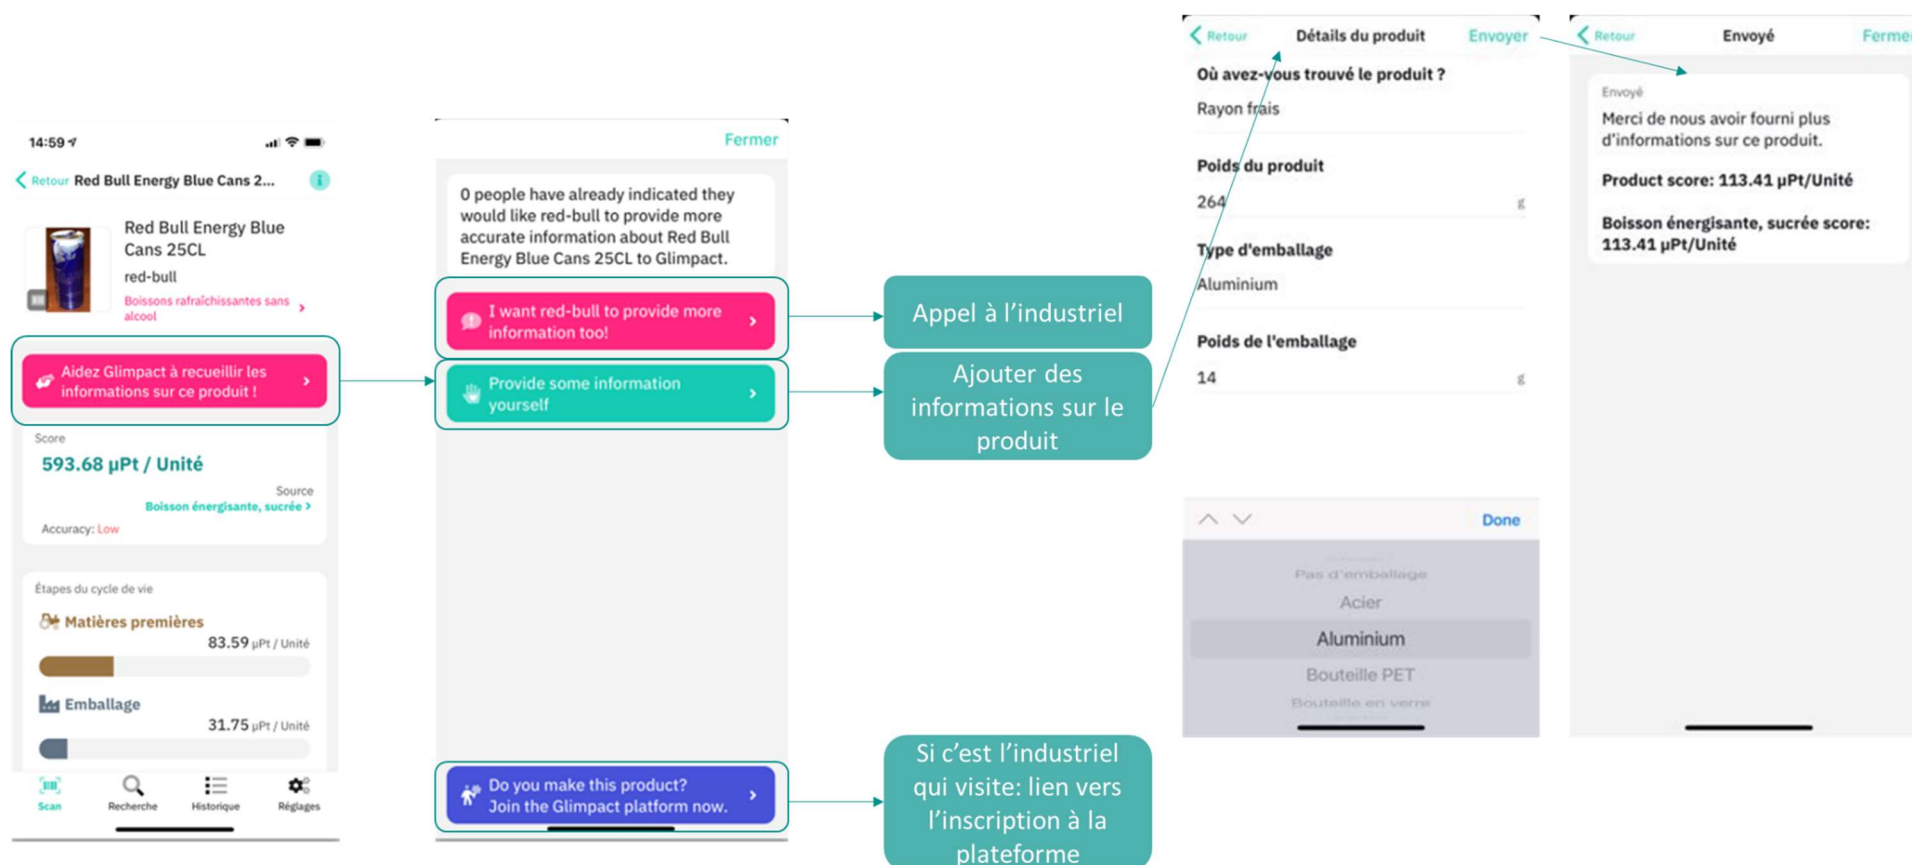 14:59
Retour Red Bull Energy Blue Cans 2...
Red Bull Energy Blue
Cans 25CL
red-bull
Boissons rafraîchissantes sans
alcool
Aidez Glimpact à recueillir les
informations sur ce produit !
Score
593.68 µPt / Unité
Source
Boisson énergisante, sucrée >
Accuracy: Low
Étapes du cycle de vie
Matières premières
83.59 µPt / Unité
Emballage
31.75 µPt / Unité
Scan
Recherche
Historique
Réglages
Fermer
0 people have already indicated they
would like red-bull to provide more
accurate information about Red Bull
Energy Blue Cans 25CL to Glimpact.
I want red-bull to provide more
information too!
Provide some information
yourself
Do you make this product?
Join the Glimpact platform now.
Appel à l’industriel
Ajouter des
informations sur le
produit
Si c’est l’industriel
qui visite: lien vers
l’inscription à la
plateforme
Retour
Détails du produit
Envoyer
Où avez-vous trouvé le produit ?
Rayon frais
Poids du produit
264 g
Type d'emballage
Aluminium
Poids de l'emballage
14 g
Done
Pas d'emballage
Acier
Aluminium
Bouteille PET
Bouteille en verre
Retour
Envoyé
Fermer
Envoyé
Merci de nous avoir fourni plus
d'informations sur ce produit.
Product score: 113.41 µPt/Unité
Boisson énergisante, sucrée score:
113.41 µPt/Unité